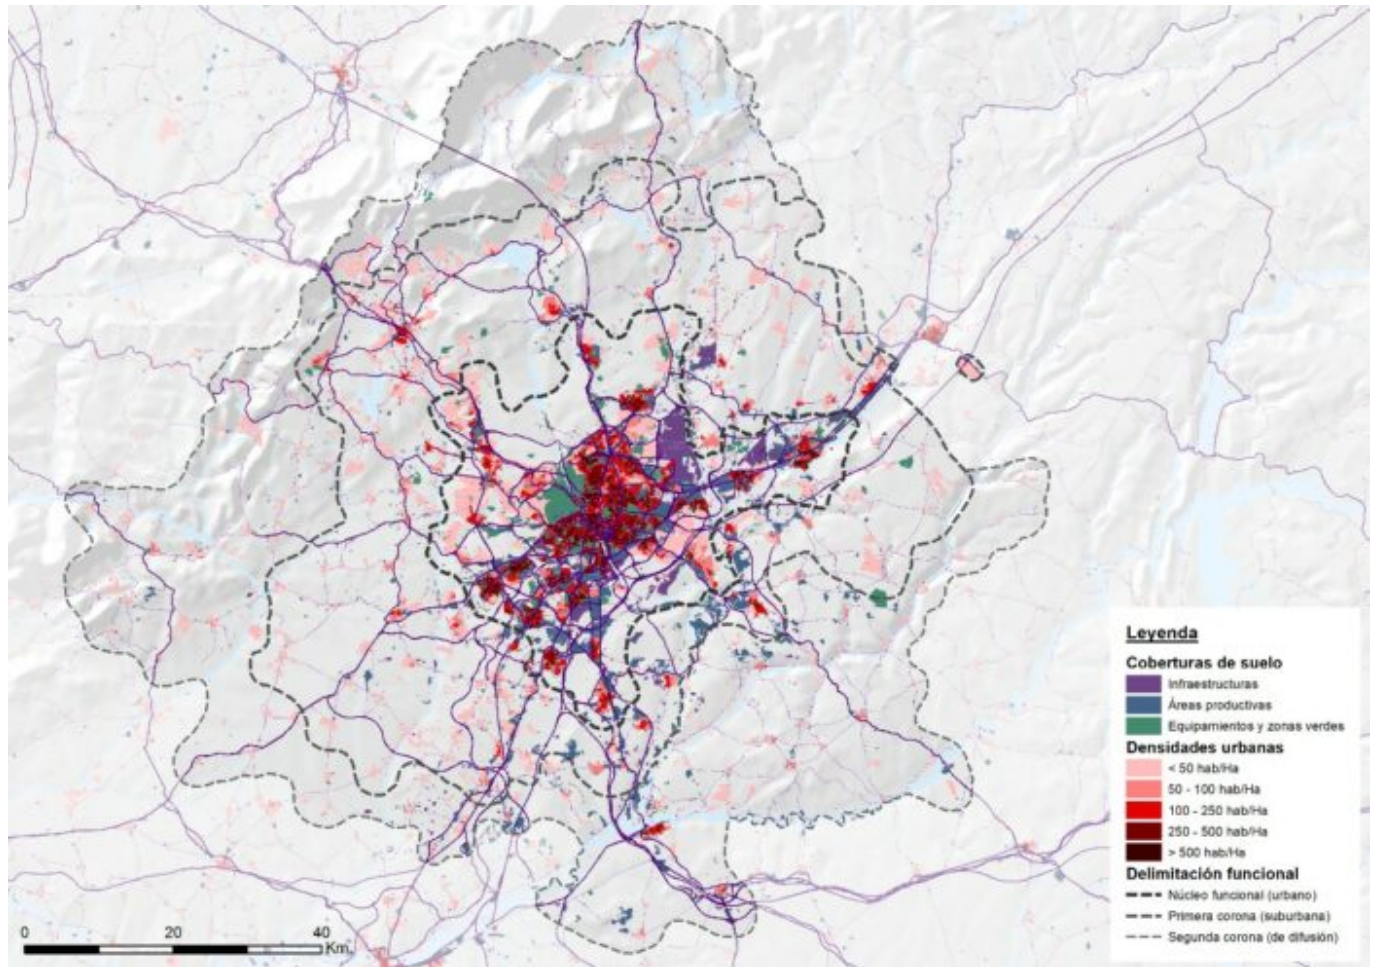 Leyenda
Coberturas de suelo
Infraestructuras
Áreas productivas
Equipamientos y zonas verdes
Densidades urbanas
< 50 hab/Ha
50 - 100 hab/Ha
100 - 250 hab/Ha
250 - 500 hab/Ha
> 500 hab/Ha
Delimitación funcional
Núcleo funcional (urbano)
Primera corona (suburbana)
Segunda corona (de difusión)
0 20 40
Km.